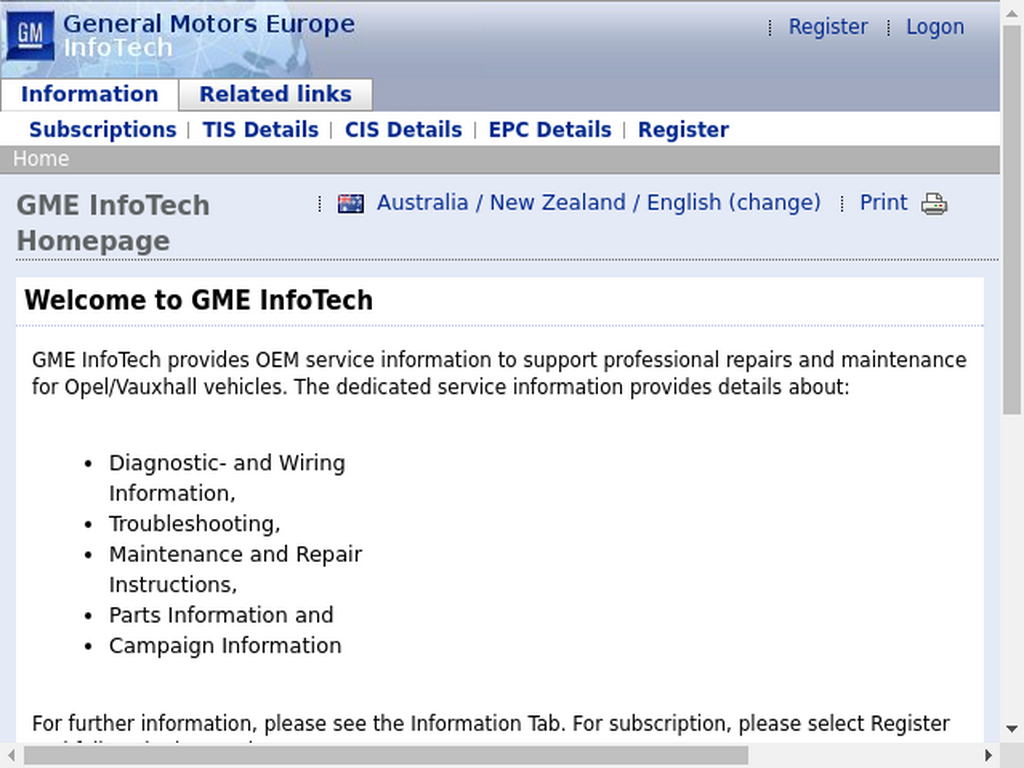 GM
General Motors Europe
InfoTech
Register
Logon
Information
Related links
Subscriptions
TIS Details
CIS Details
EPC Details
Register
Home
GME InfoTech
Homepage
Australia / New Zealand / English (change)
Print
Welcome to GME InfoTech
GME InfoTech provides OEM service information to support professional repairs and maintenance
for Opel/Vauxhall vehicles. The dedicated service information provides details about:
• Diagnostic- and Wiring
Information,
• Troubleshooting,
• Maintenance and Repair
Instructions,
• Parts Information and
• Campaign Information
For further information, please see the Information Tab. For subscription, please select Register